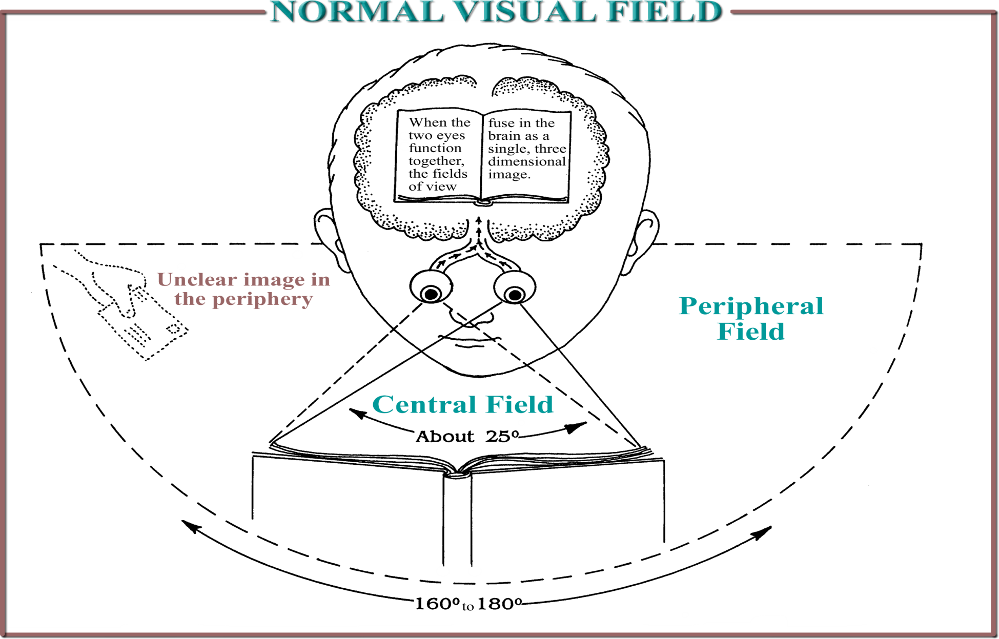 NORMAL VISUAL FIELD
When the
two eyes
function
together,
the fields
of view
fuse in the
brain as a
single, three
dimensional
image.
Unclear image in
the periphery
Peripheral
Field
Central Field
About 25º
160º to 180º